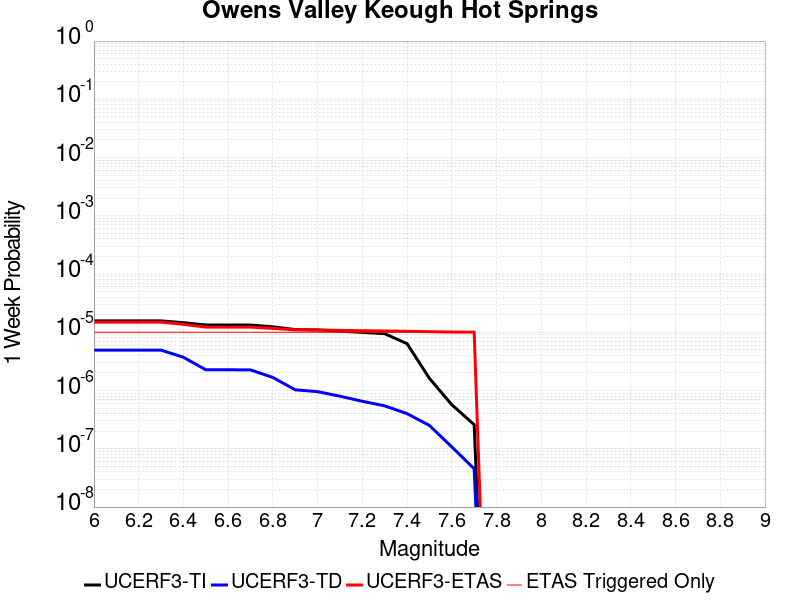 Owens Valley Keough Hot Springs
10^0
10^-1
10^-2
10^-3
10^-4
10^-5
10^-6
10^-7
10^-8
1 Week Probability
6 6.2 6.4 6.6 6.8 7 7.2 7.4 7.6 7.8 8 8.2 8.4 8.6 8.8 9
Magnitude
UCERF3-TI UCERF3-TD UCERF3-ETAS ETAS Triggered Only